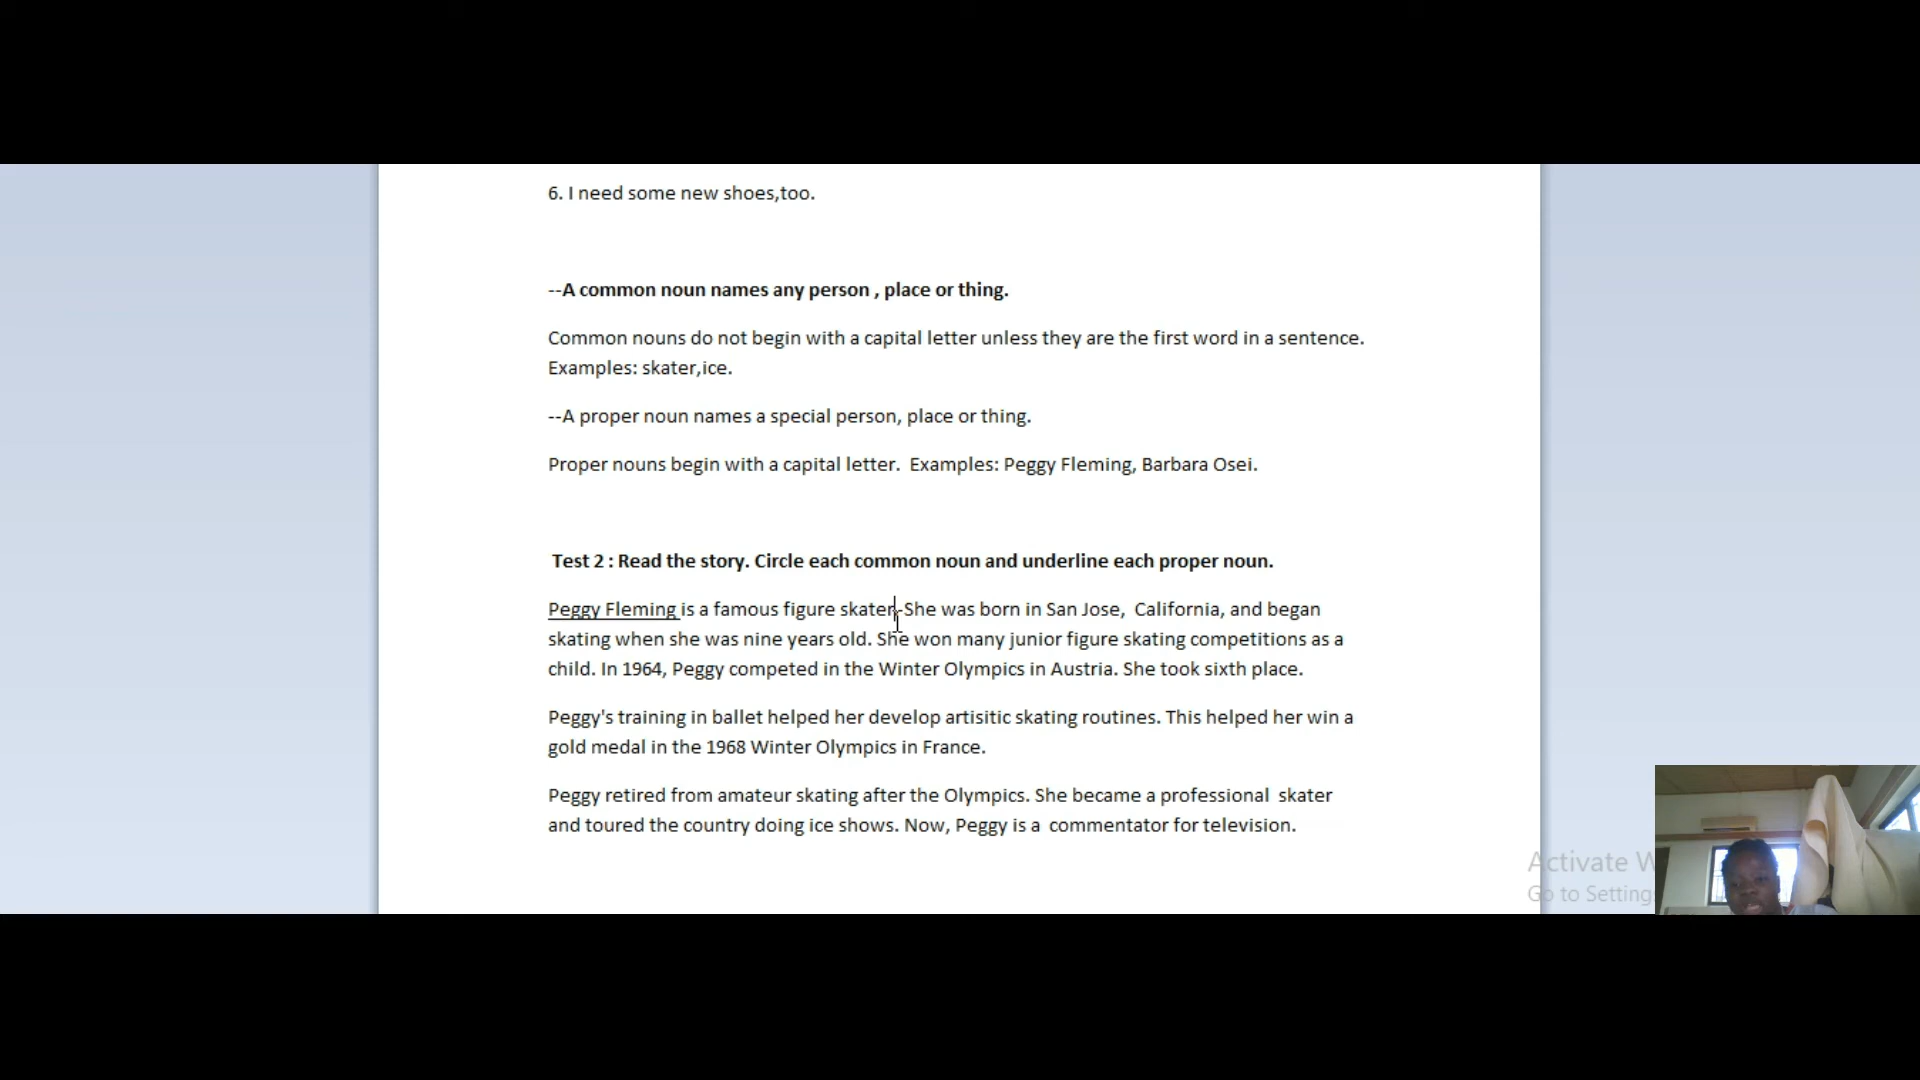 6. I need some new shoes,too.
--A common noun names any person , place or thing.
Common nouns do not begin with a capital letter unless they are the first word in a sentence.
Examples: skater,ice.
--A proper noun names a special person, place or thing.
Proper nouns begin with a capital letter.  Examples: Peggy Fleming, Barbara Osei.
Test 2 : Read the story. Circle each common noun and underline each proper noun.
Peggy Fleming is a famous figure skater. She was born in San Jose,  California, and began
skating when she was nine years old. She won many junior figure skating competitions as a
child. In 1964, Peggy competed in the Winter Olympics in Austria. She took sixth place.
Peggy's training in ballet helped her develop artisitic skating routines. This helped her win a
gold medal in the 1968 Winter Olympics in France.
Peggy retired from amateur skating after the Olympics. She became a professional  skater
and toured the country doing ice shows. Now, Peggy is a  commentator for television.
Activate
Go to Setting